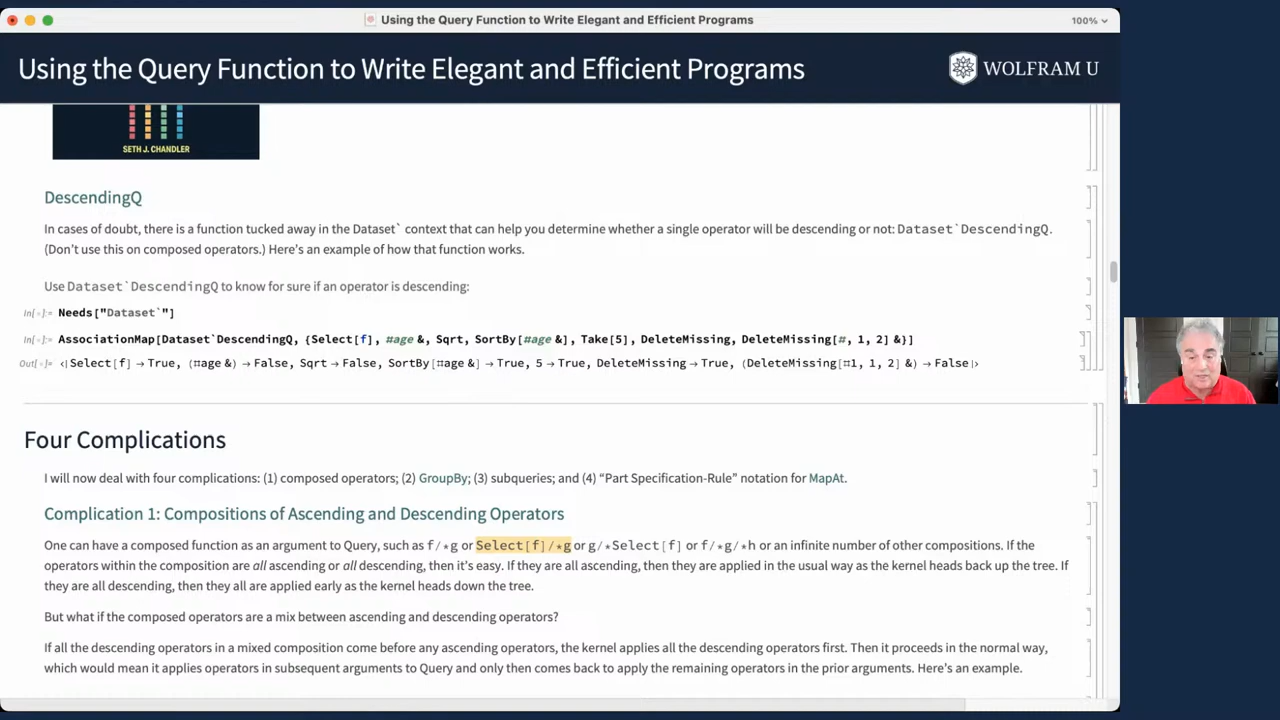 Using the Query Function to Write Elegant and Efficient Programs
100%
Using the Query Function to Write Elegant and Efficient Programs
WOLFRAM U
SETH J. CHANDLER
DescendingQ
In cases of doubt, there is a function tucked away in the Dataset` context that can help you determine whether a single operator will be descending or not: Dataset`DescendingQ.
(Don't use this on composed operators.) Here's an example of how that function works.
Use Dataset`DescendingQ to know for sure if an operator is descending:
In[•]:= Needs["Dataset`"]
In[•]:= AssociationMap[Dataset`DescendingQ, {Select[f], #age &, Sqrt, SortBy[#age &], Take[5], DeleteMissing, DeleteMissing[#, 1, 2] &}]
Out[•]= <|Select[f] → True, (#age &) → False, Sqrt → False, SortBy[#age &] → True, 5 → True, DeleteMissing → True, (DeleteMissing[#1, 1, 2] &) → False|>
Four Complications
I will now deal with four complications: (1) composed operators; (2) GroupBy; (3) subqueries; and (4) “Part Specification-Rule” notation for MapAt.
Complication 1: Compositions of Ascending and Descending Operators
One can have a composed function as an argument to Query, such as f/*g or Select[f]/*g or g/*Select[f] or f/*g/*h or an infinite number of other compositions. If the
operators within the composition are all ascending or all descending, then it's easy. If they are all ascending, then they are applied in the usual way as the kernel heads back up the tree. If
they are all descending, then they all are applied early as the kernel heads down the tree.
But what if the composed operators are a mix between ascending and descending operators?
If all the descending operators in a mixed composition come before any ascending operators, the kernel applies all the descending operators first. Then it proceeds in the normal way,
which would mean it applies operators in subsequent arguments to Query and only then comes back to apply the remaining operators in the prior arguments. Here's an example.